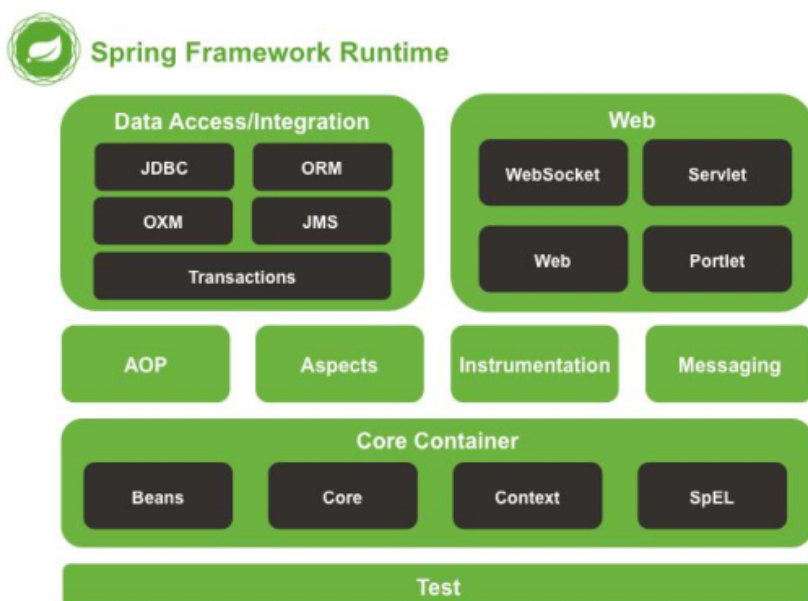 Spring Framework Runtime
Data Access/Integration
JDBC
ORM
OXM
JMS
Transactions
Web
WebSocket
Servlet
Web
Portlet
AOP
Aspects
Instrumentation
Messaging
Core Container
Beans
Core
Context
SpEL
Test